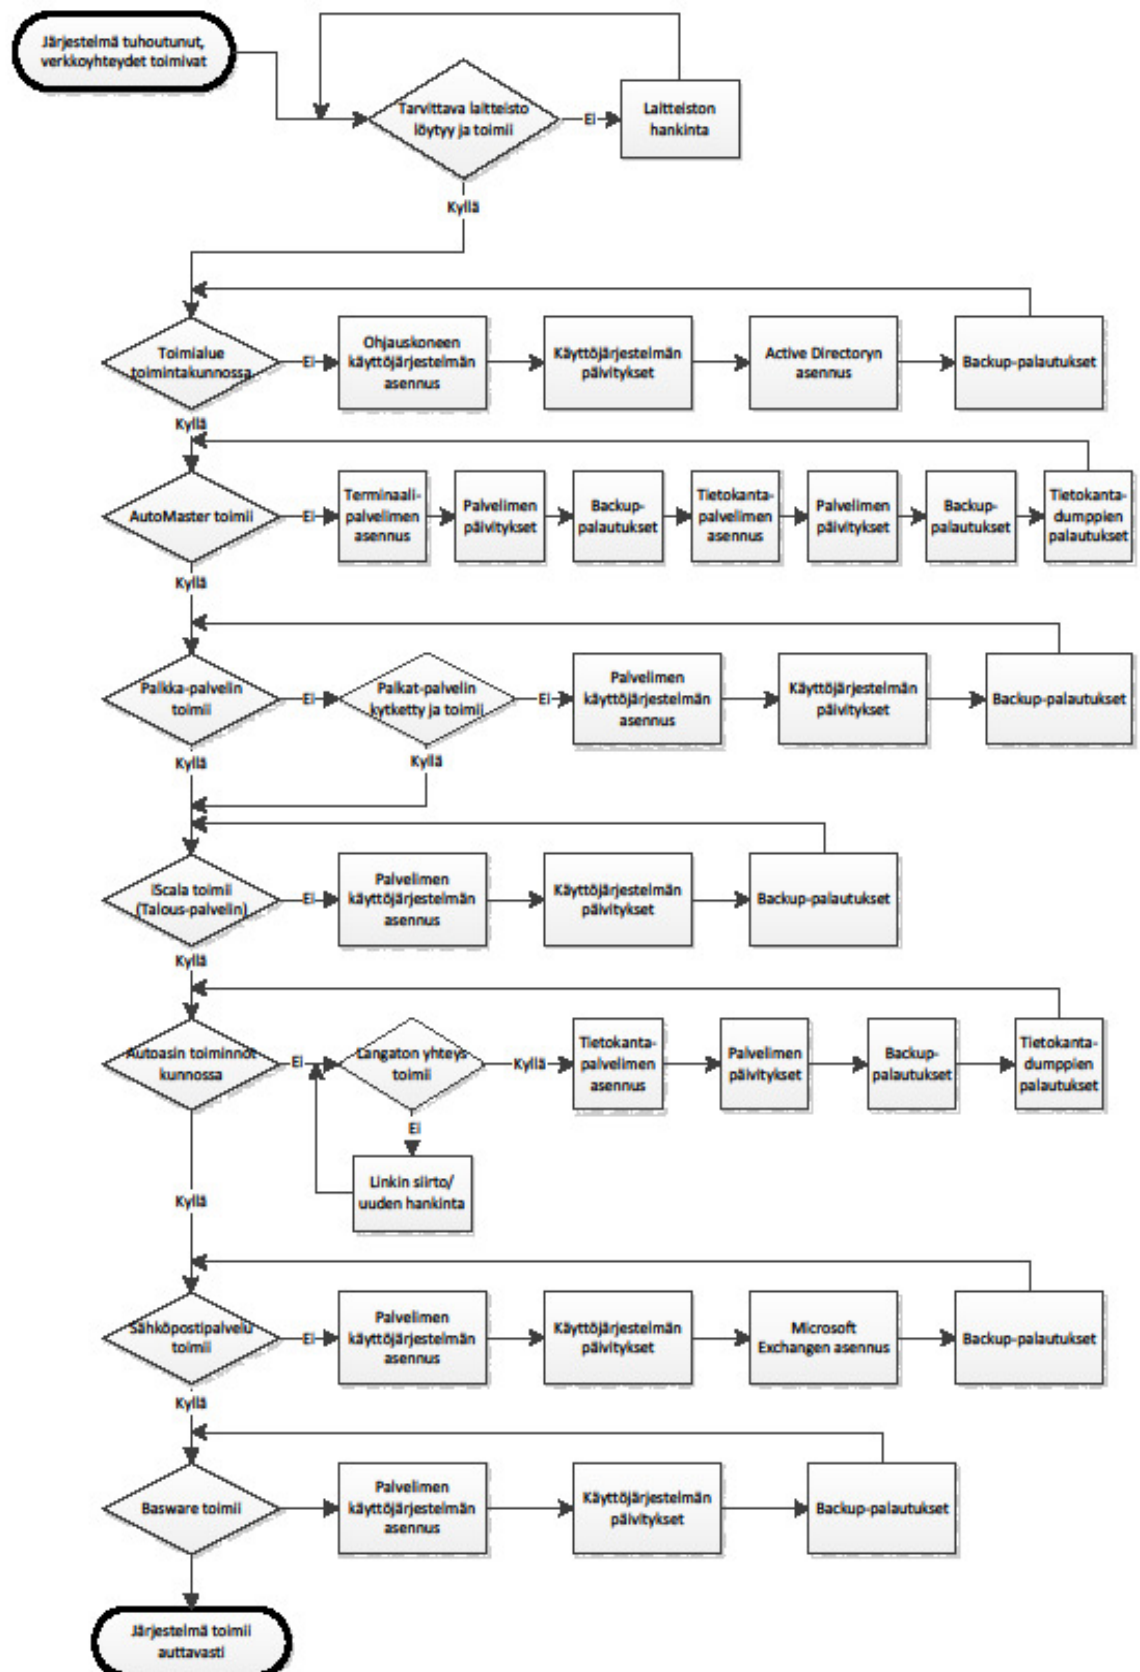 Järjestelmä tuhoutunut,
verkkoyhteydet toimivat
Tarvittava laitteisto
löytyy ja toimii
Ei
Laitteiston
hankinta
Kyllä
Toimialue
toimintakunnossa
Ei
Ohjauskoneen
käyttöjärjestelmän
asennus
Käyttöjärjestelmän
päivitykset
Active Directoryn
asennus
Backup-palautukset
Kyllä
AutoMaster toimii
Ei
Terminaali-
palvelimen
asennus
Palvelimen
päivitykset
Backup-
palautukset
Tietokanta-
palvelimen
asennus
Palvelimen
päivitykset
Backup-
palautukset
Tietokanta-
dumppien
palautukset
Kyllä
Palkka-palvelin
toimii
Ei
Palkat-palvelin
kytketty ja toimii
Ei
Palvelimen
käyttöjärjestelmän
asennus
Käyttöjärjestelmän
päivitykset
Backup-palautukset
Kyllä
Kyllä
iScala toimii
(Talous-palvelin)
Ei
Palvelimen
käyttöjärjestelmän
asennus
Käyttöjärjestelmän
päivitykset
Backup-palautukset
Kyllä
Autoasin toiminnot
kunnossa
Ei
Langaton yhteys
toimii
Kyllä
Tietokanta-
palvelimen
asennus
Palvelimen
päivitykset
Backup-
palautukset
Tietokanta-
dumppien
palautukset
Ei
Linkin siirto/
uuden hankinta
Kyllä
Sähköpostipalvelu
toimii
Ei
Palvelimen
käyttöjärjestelmän
asennus
Käyttöjärjestelmän
päivitykset
Microsoft
Exchangen asennus
Backup-palautukset
Kyllä
Basware toimii
Palvelimen
käyttöjärjestelmän
asennus
Käyttöjärjestelmän
päivitykset
Backup-palautukset
Järjestelmä toimii
auttavasti